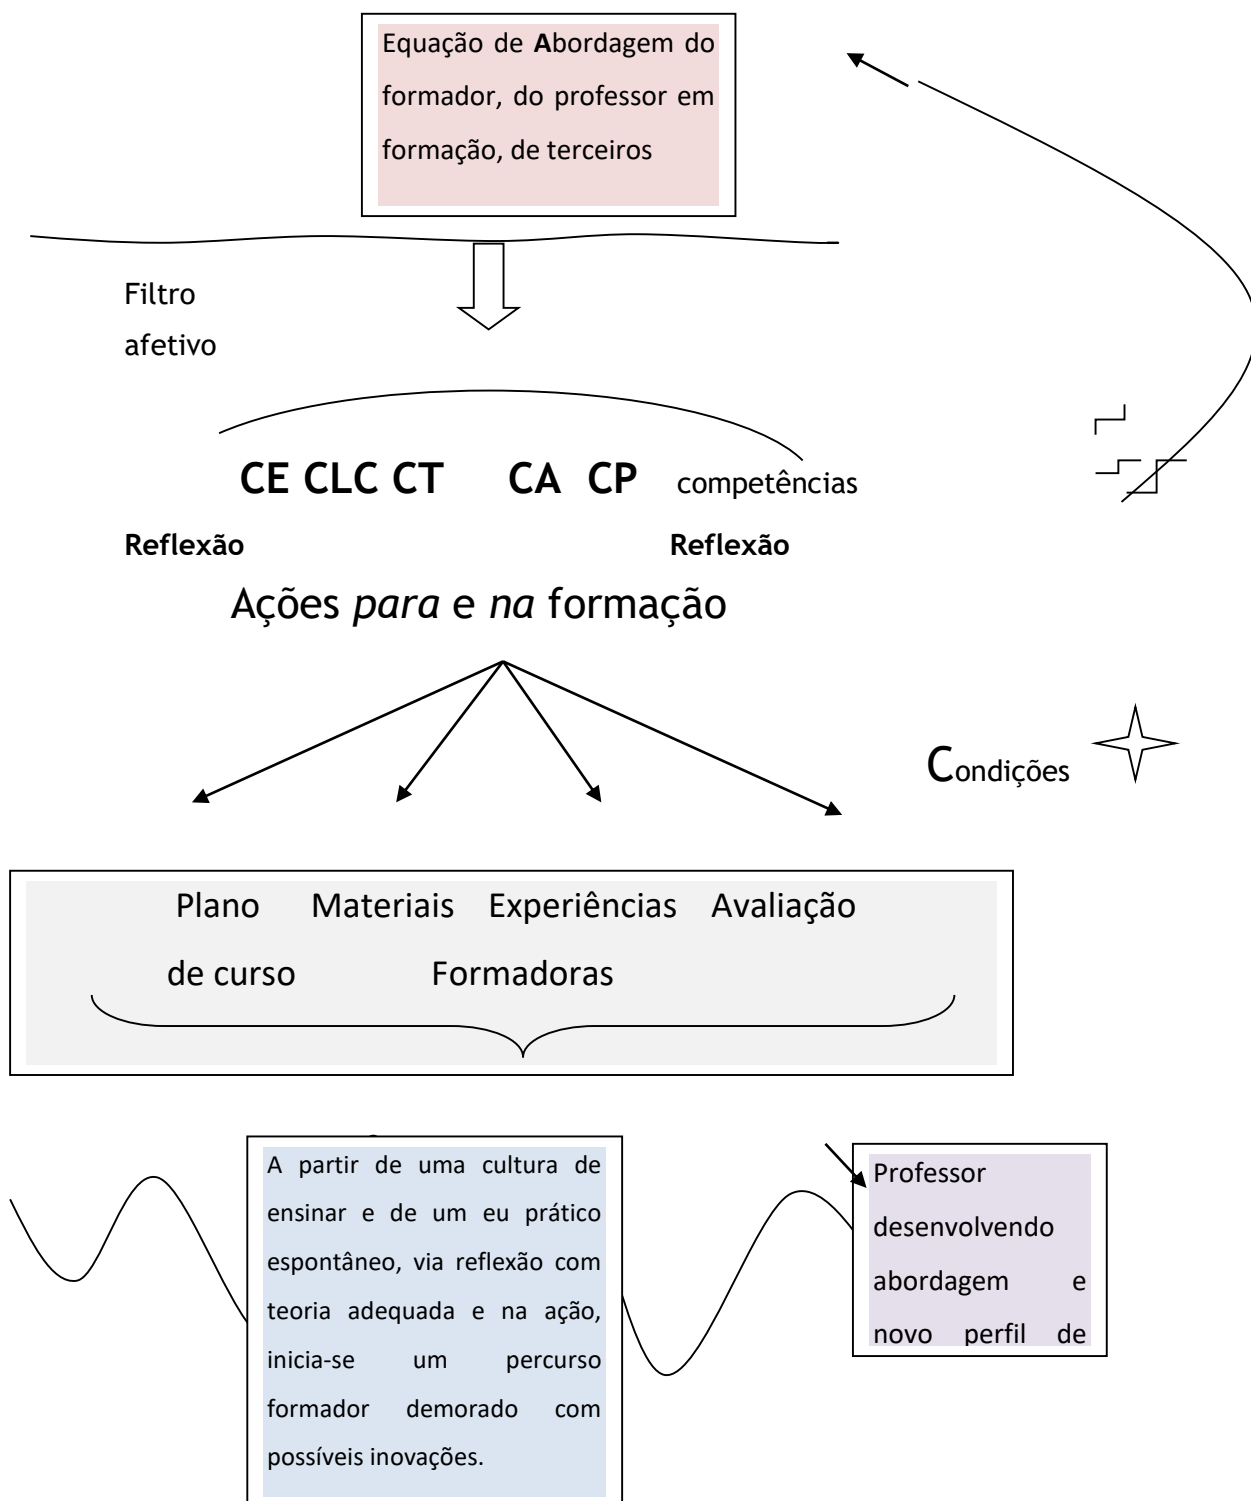 Equação de Abordagem do
formador, do professor em
formação, de terceiros
Filtro
afetivo
CE CLC CT CA CP competências
Reflexão Reflexão
Ações para e na formação
Condições
Plano Materiais Experiências Avaliação
de curso Formadoras
A partir de uma cultura de
ensinar e de um eu prático
espontâneo, via reflexão com
teoria adequada e na ação,
inicia-se um percurso
formador demorado com
possíveis inovações.
Professor
desenvolvendo
abordagem e
novo perfil de